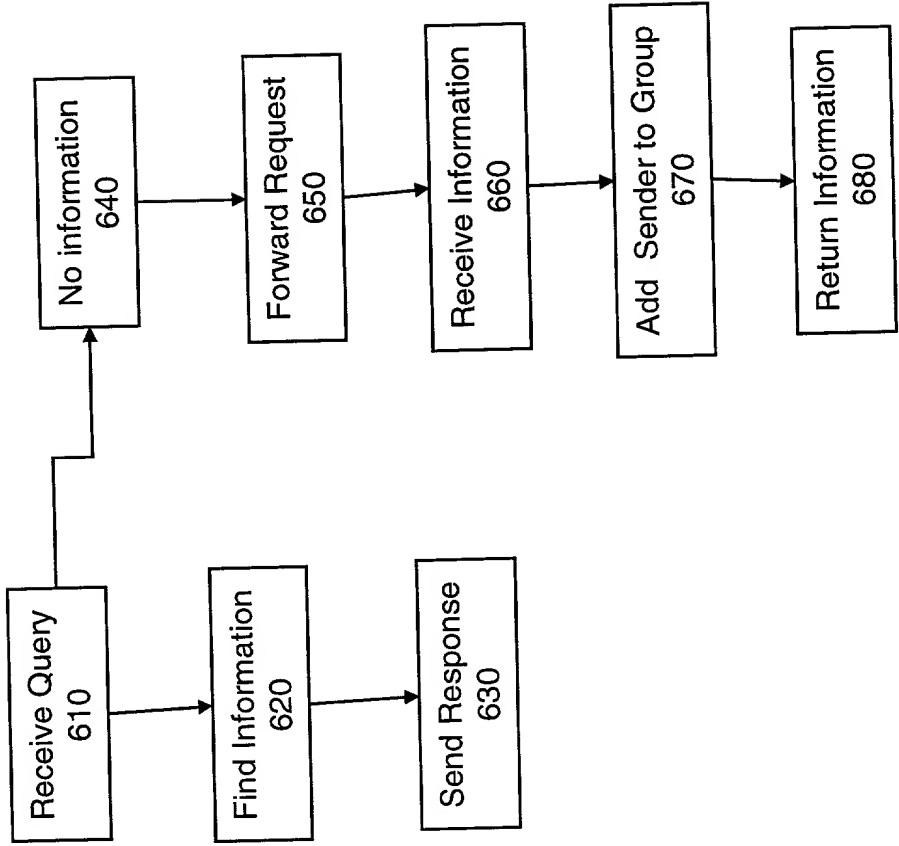 Receive Query
610
Find Information
620
Send Response
630
No information
640
Forward Request
650
Receive Information
660
Add Sender to Group
670
Return Information
680